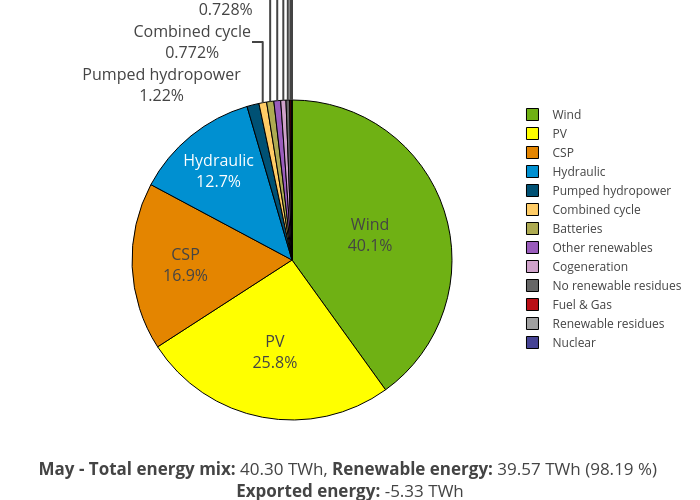 0.728%
Combined cycle
0.772%
Pumped hydropower
1.22%
Hydraulic
12.7%
Wind
40.1%
CSP
16.9%
PV
25.8%
Wind
PV
CSP
Hydraulic
Pumped hydropower
Combined cycle
Batteries
Other renewables
Cogeneration
No renewable residues
Fuel & Gas
Renewable residues
Nuclear
May - Total energy mix: 40.30 TWh, Renewable energy: 39.57 TWh (98.19 %)
Exported energy: -5.33 TWh